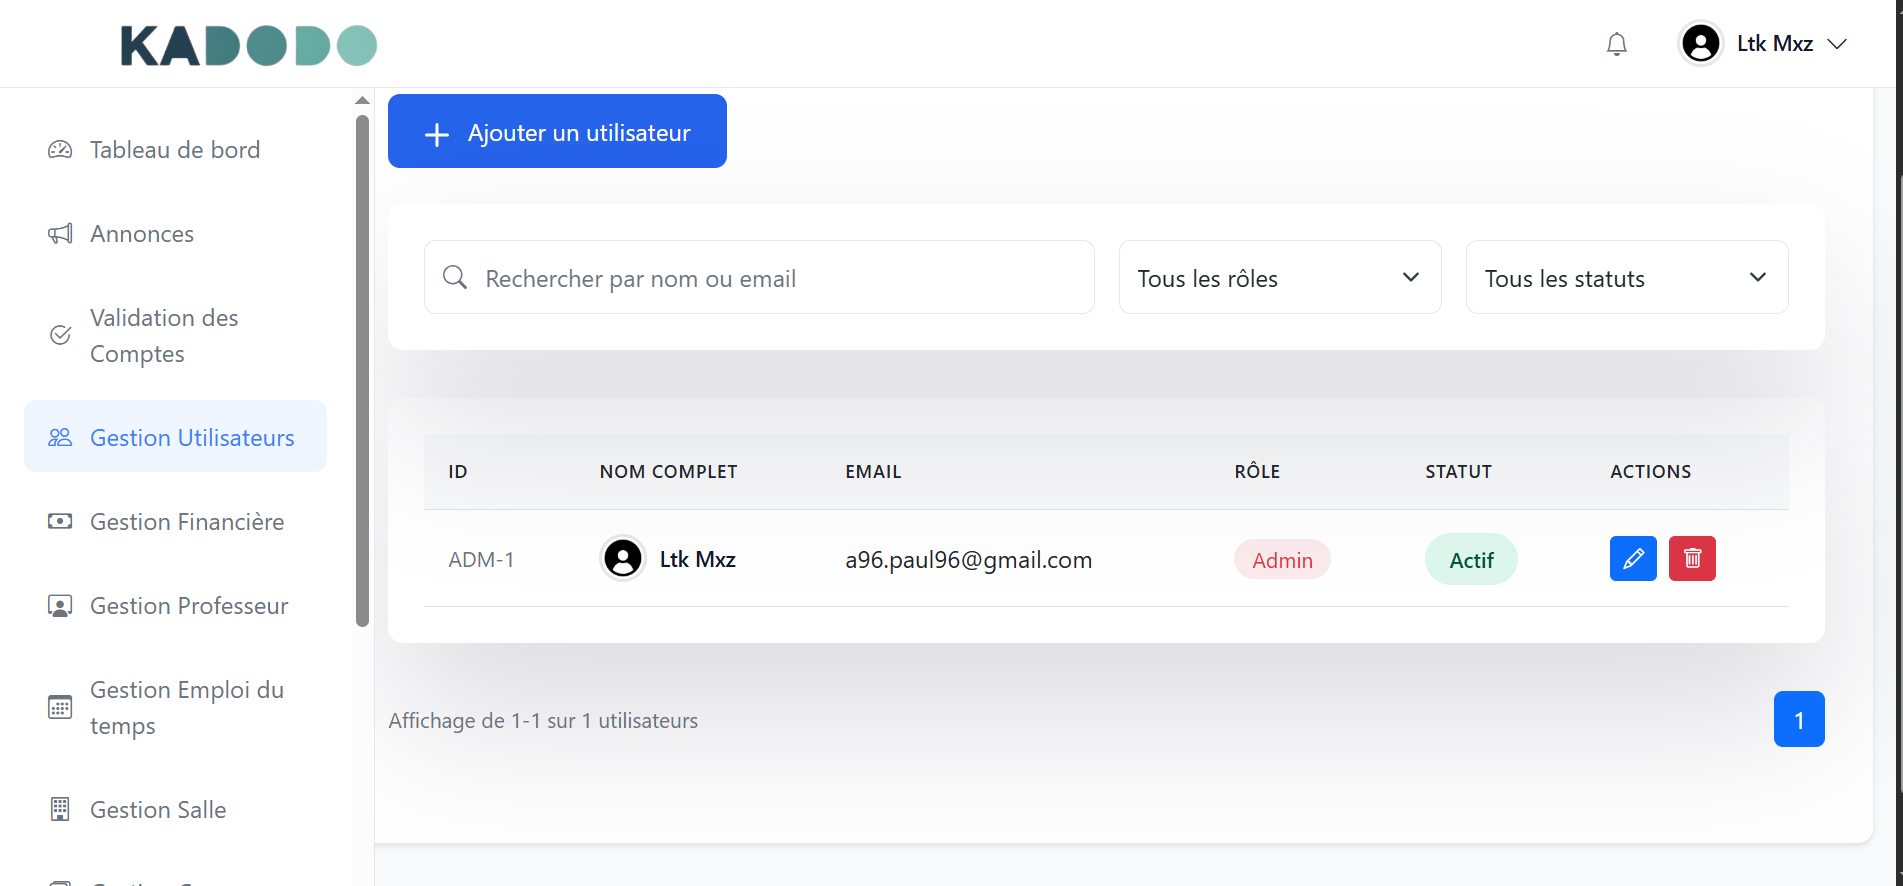 KADODO
Ltk Mxz
Tableau de bord
Annonces
Validation des
Comptes
Gestion Utilisateurs
Gestion Financière
Gestion Professeur
Gestion Emploi du
temps
Gestion Salle
Ajouter un utilisateur
Rechercher par nom ou email
Tous les rôles
Tous les statuts
ID NOM COMPLET EMAIL RÔLE STATUT ACTIONS
ADM-1 Ltk Mxz a96.paul96@gmail.com Admin Actif
Affichage de 1-1 sur 1 utilisateurs
1